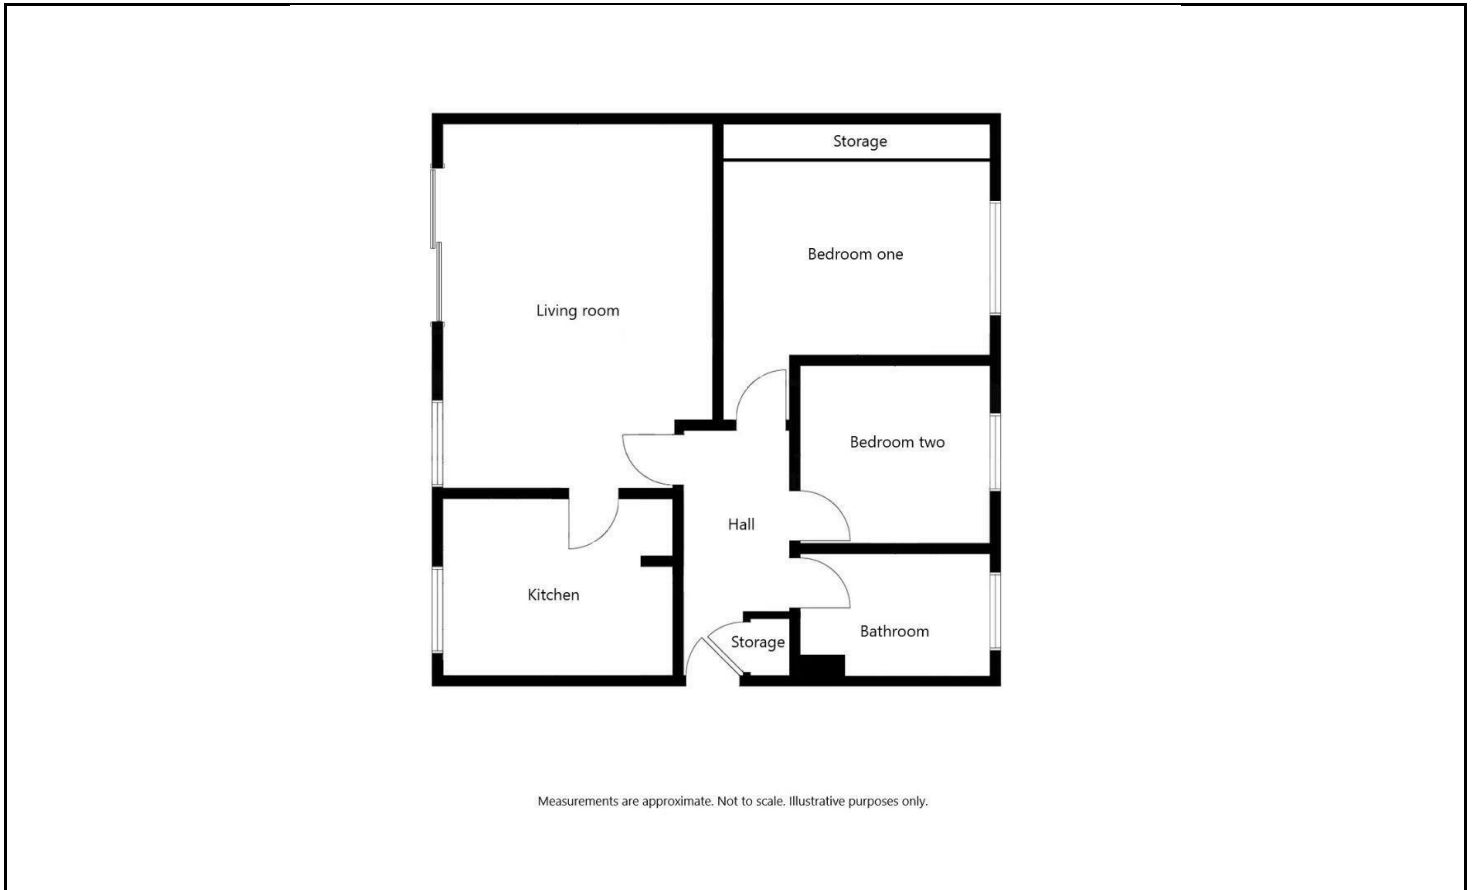 Storage
Bedroom one
Living room
Bedroom two
Hall
Kitchen
Bathroom
Storage
Measurements are approximate. Not to scale. Illustrative purposes only.